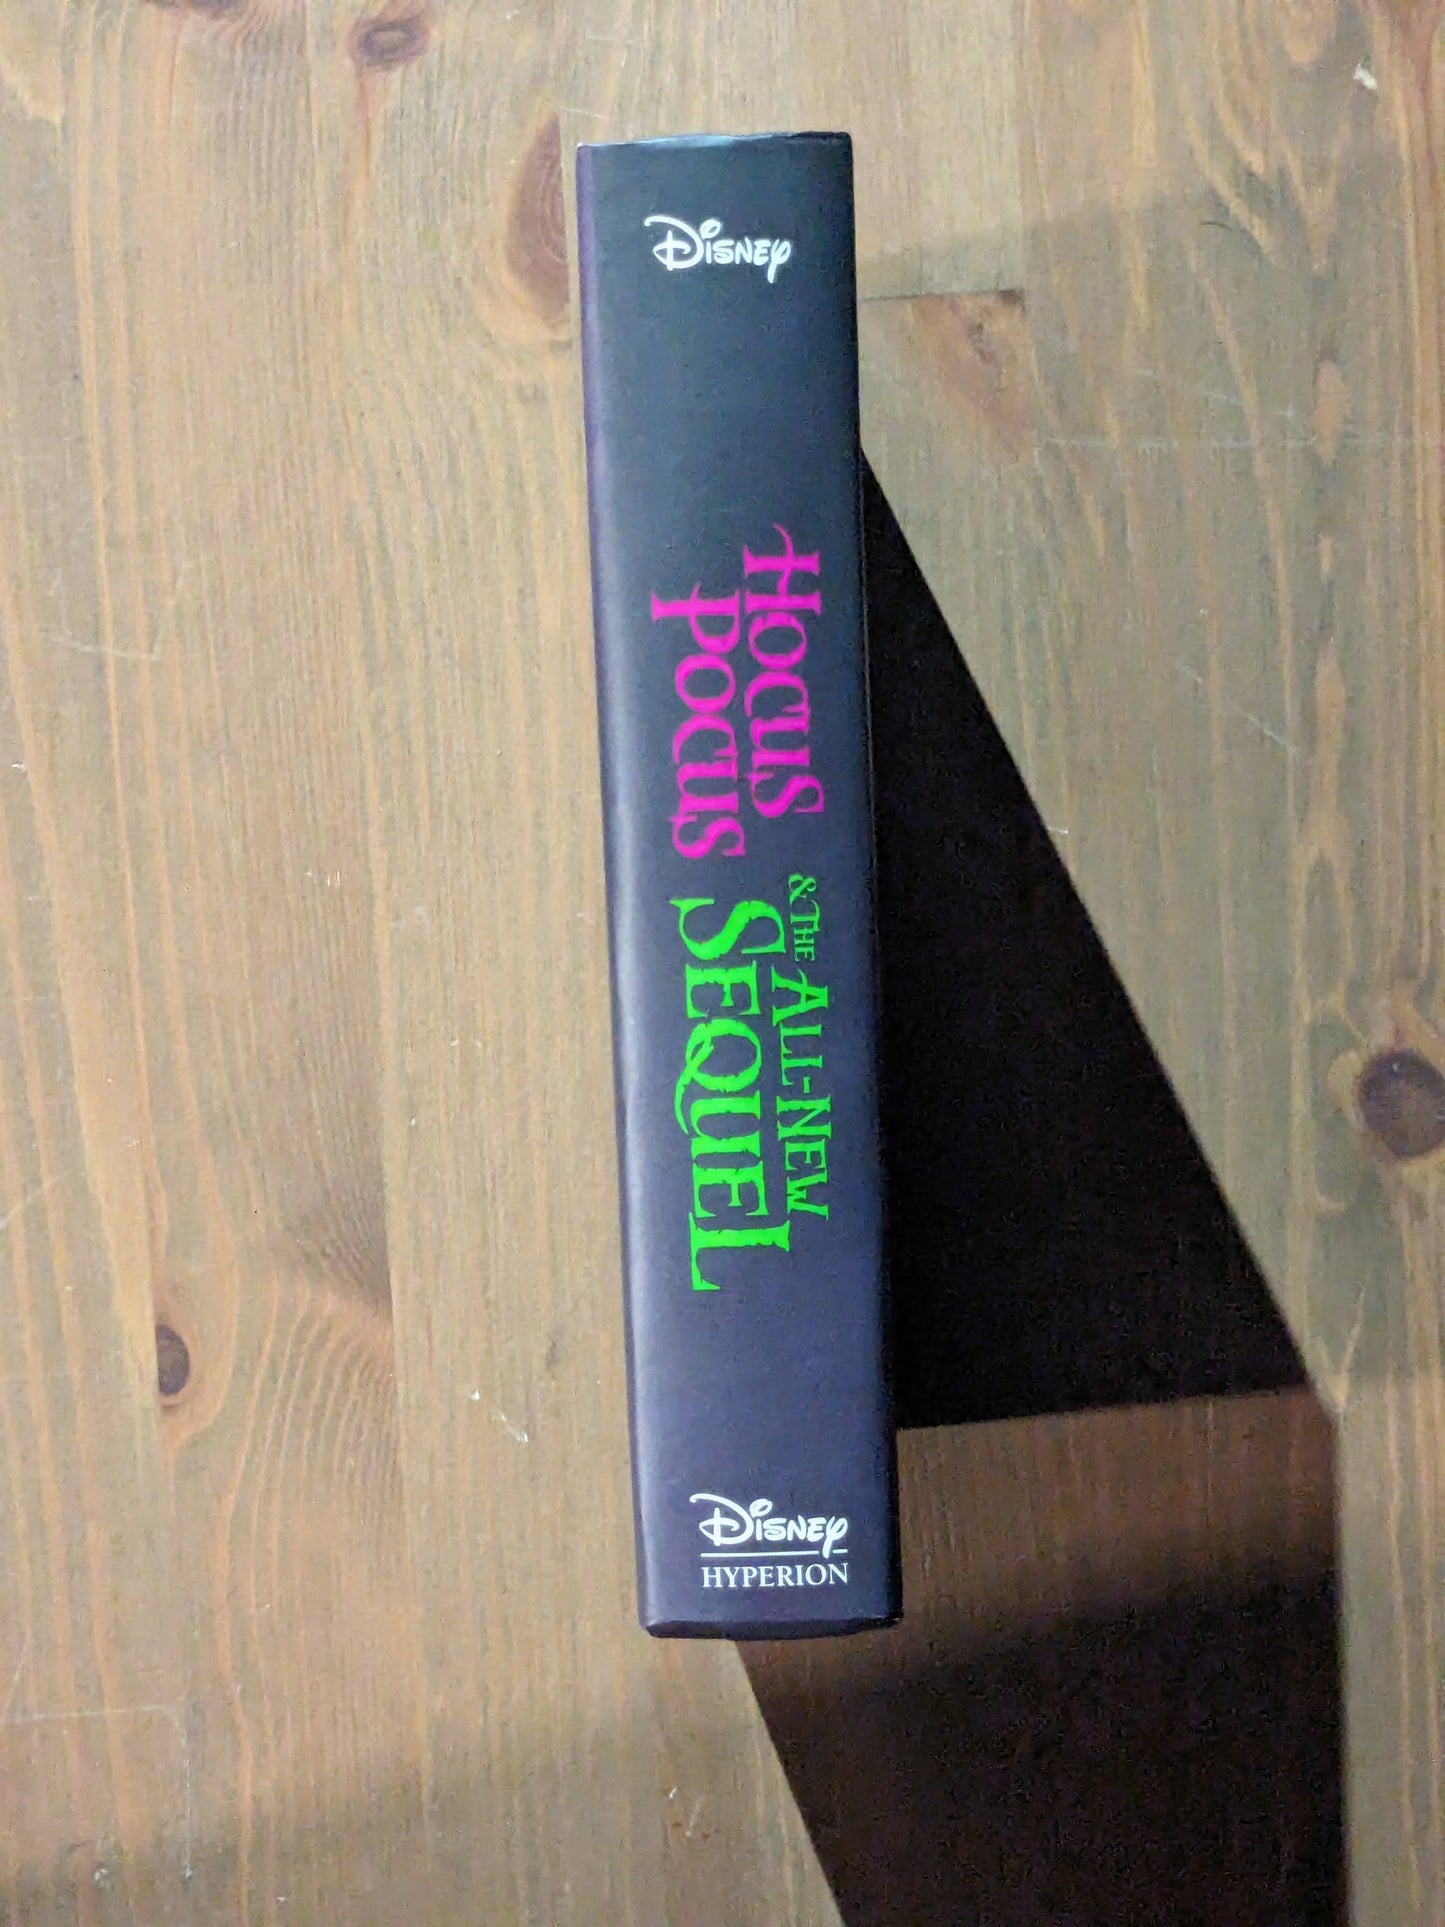 Disney
Hocus
Pocus
& The All-New
Sequel
Disney
HYPERION